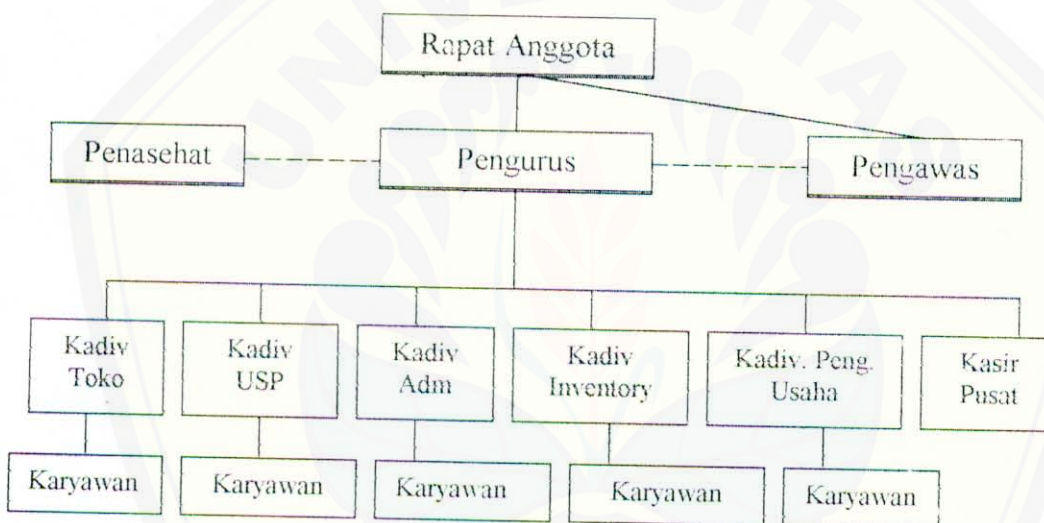 UNIVERSITAS
Rapat Anggota
Penasehat
Pengurus
Pengawas
Kadiv
Toko
Kadiv
USP
Kadiv
Adm
Kadiv
Inventory
Kadiv. Peng.
Usaha
Kasir
Pusat
Karyawan
Karyawan
Karyawan
Karyawan
Karyawan